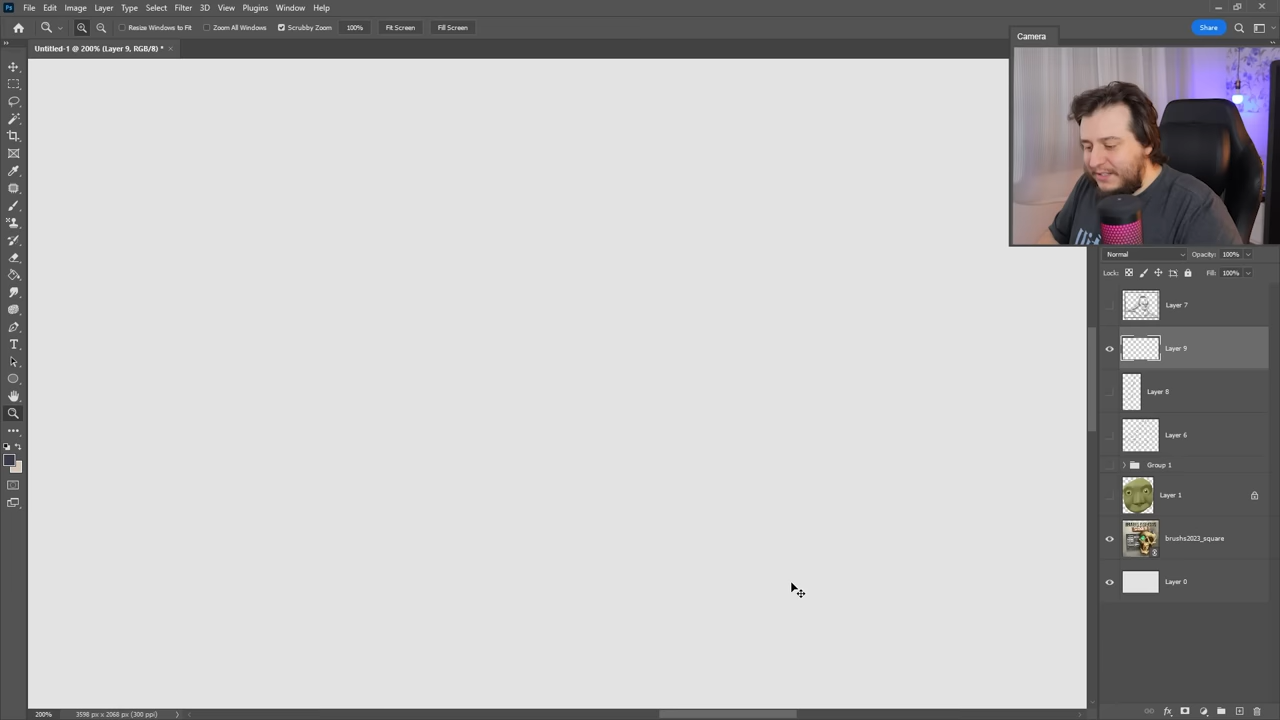 File Edit Image Layer Type Select Filter 3D View Plugins Window Help
Resize Windows to Fit Zoom All Windows Scrubby Zoom 100% Fit Screen Fill Screen Share
Untitled-1 @ 200% (Layer 9, RGB/8) *
Camera
Normal Opacity: 100%
Lock: Fill: 100%
Layer 7
Layer 9
Layer 8
Layer 6
Group 1
Layer 1
brushs2023_square
Layer 0
200% 3598 px x 2068 px (300 ppi)